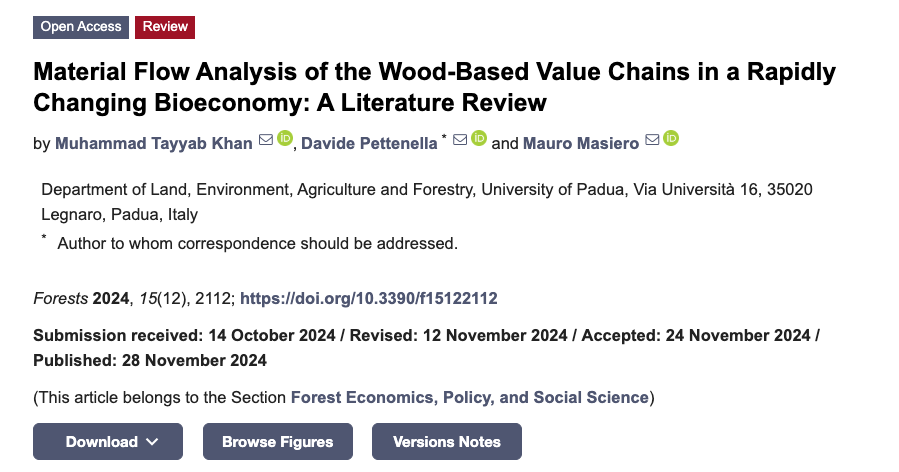 Open Access Review
Material Flow Analysis of the Wood-Based Value Chains in a Rapidly
Changing Bioeconomy: A Literature Review
by Muhammad Tayyab Khan iD, Davide Pettenella * iD and Mauro Masiero iD
Department of Land, Environment, Agriculture and Forestry, University of Padua, Via Università 16, 35020
Legnaro, Padua, Italy
* Author to whom correspondence should be addressed.
Forests 2024, 15(12), 2112; https://doi.org/10.3390/f15122112
Submission received: 14 October 2024 / Revised: 12 November 2024 / Accepted: 24 November 2024 /
Published: 28 November 2024
(This article belongs to the Section Forest Economics, Policy, and Social Science)
Download Browse Figures Versions Notes